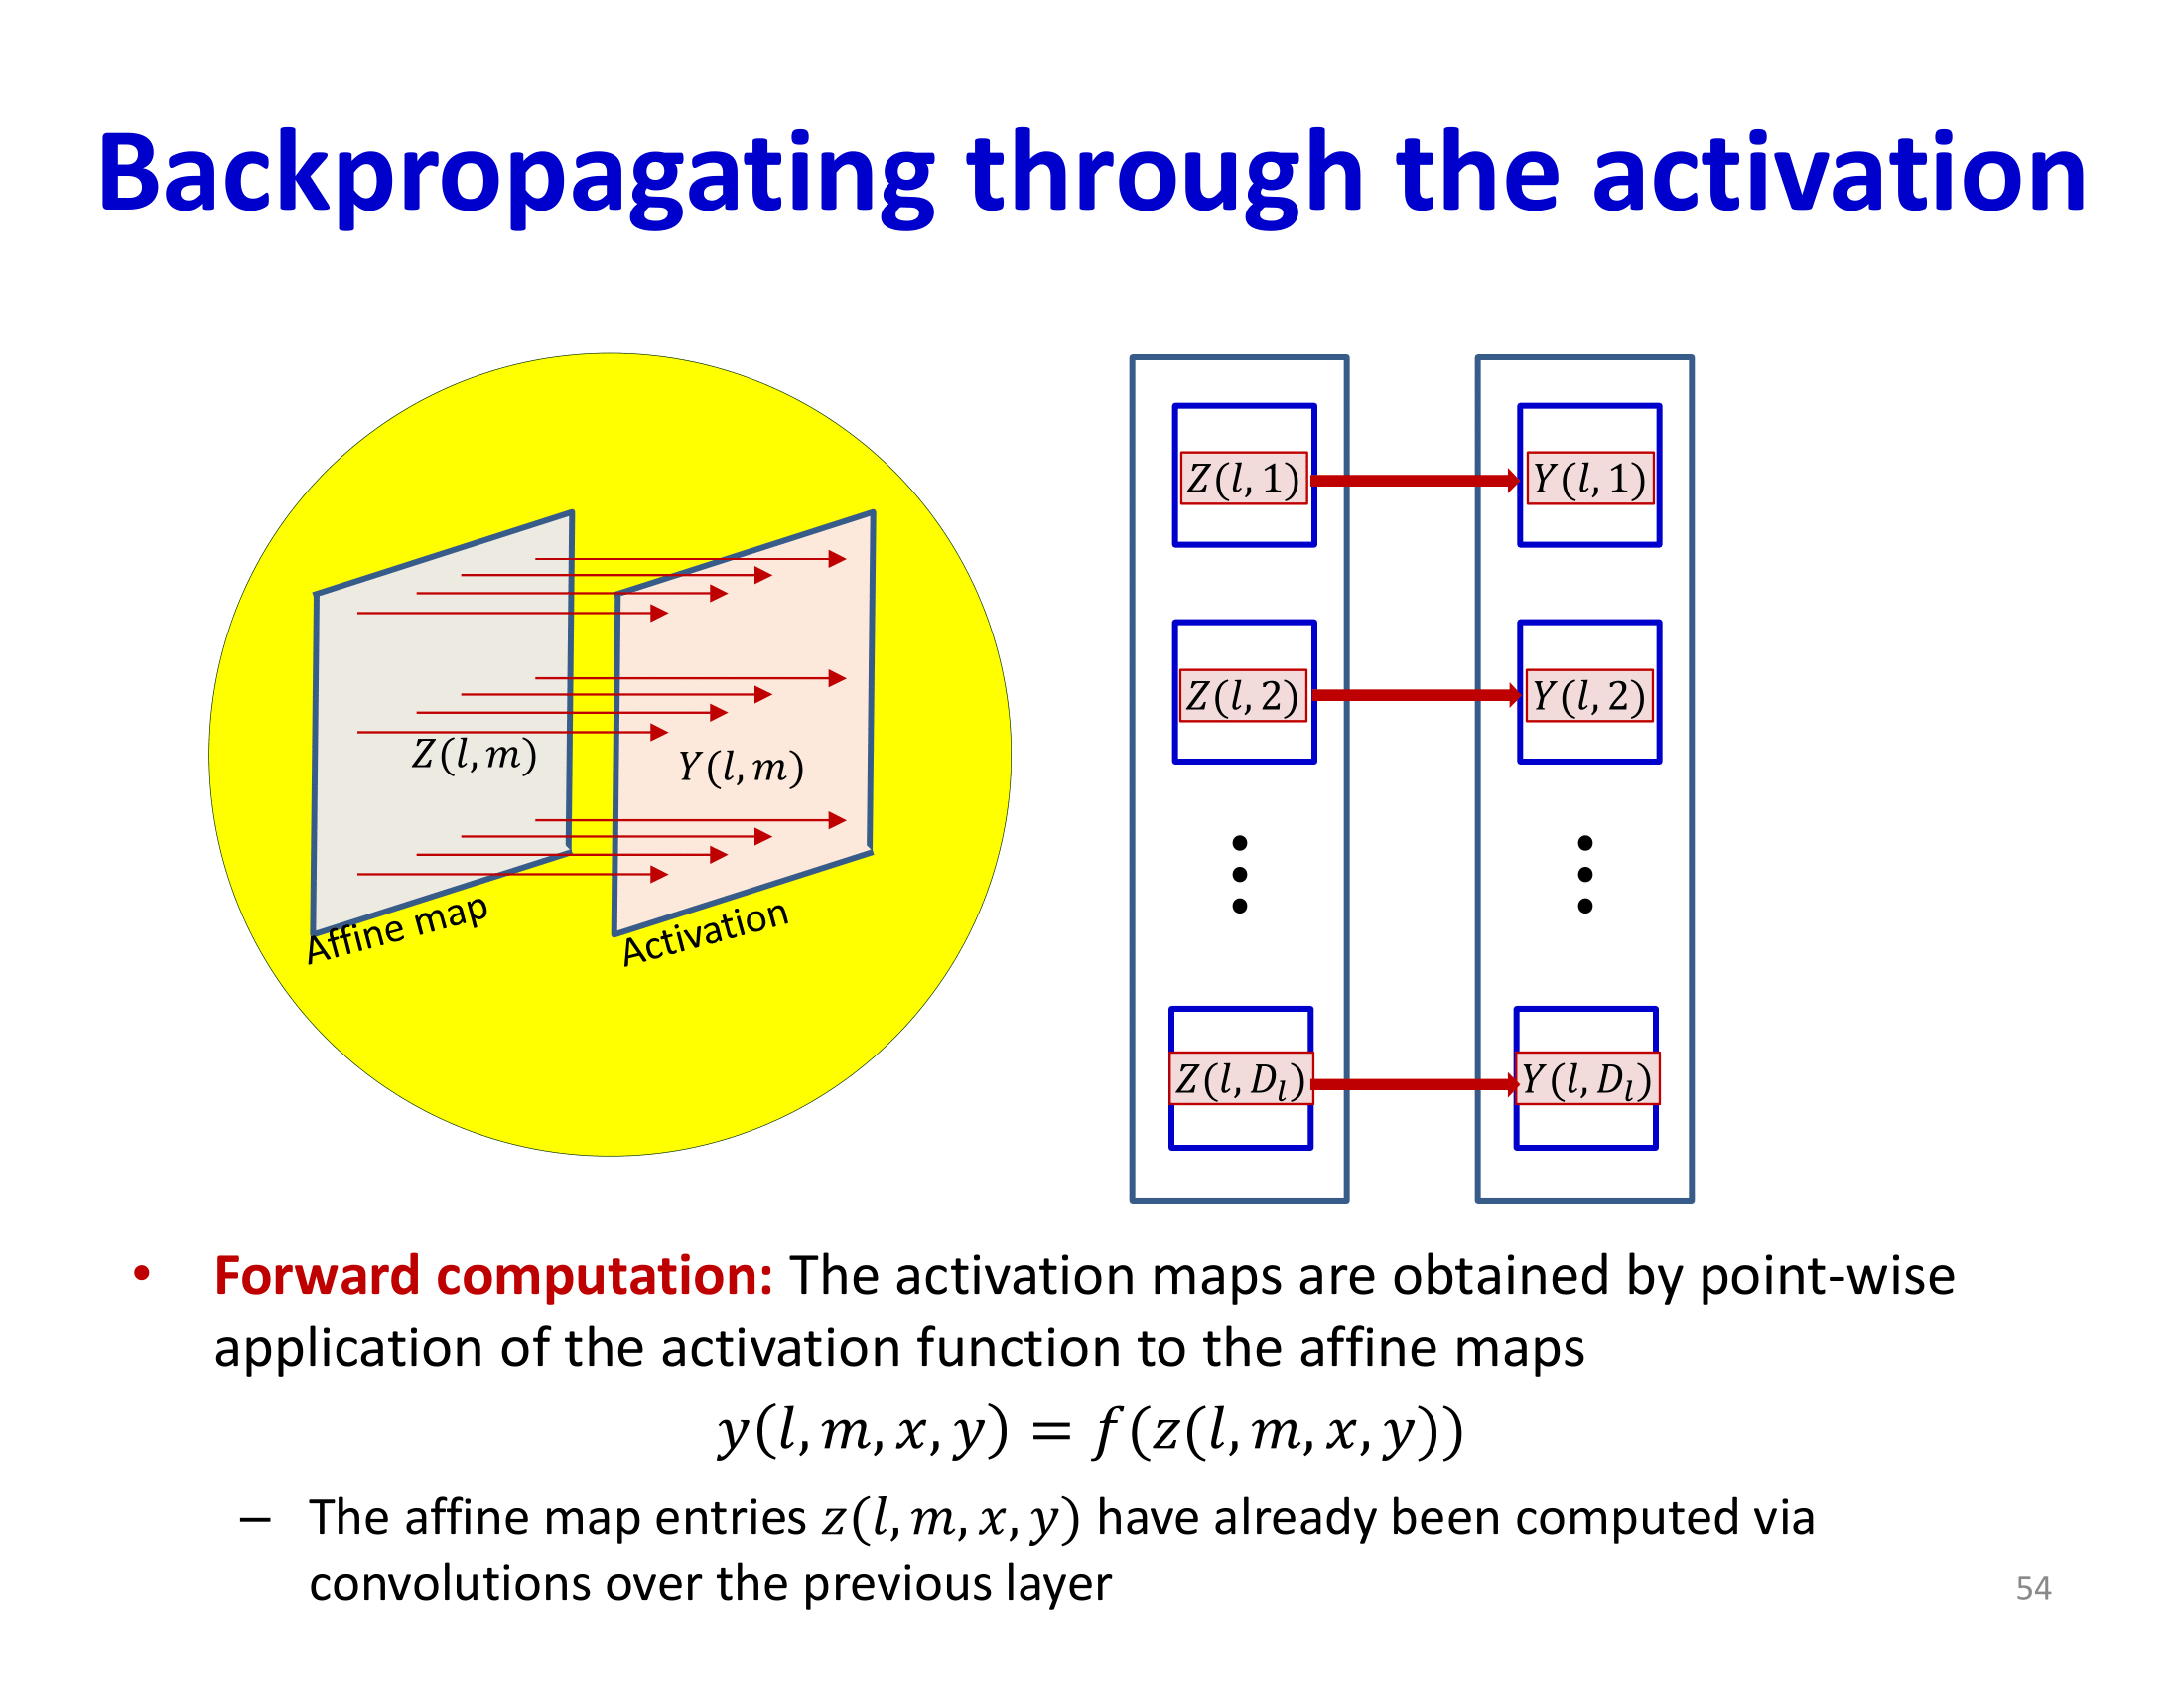 Backpropagating through the activation
Z(l, m)
Y(l, m)
Affine map
Activation
Z(l, 1)
Y(l, 1)
Z(l, 2)
Y(l, 2)
Z(l, D_l)
Y(l, D_l)
• Forward computation: The activation maps are obtained by point-wise
application of the activation function to the affine maps
y(l, m, x, y) = f(z(l, m, x, y))
– The affine map entries z(l, m, x, y) have already been computed via
convolutions over the previous layer
54